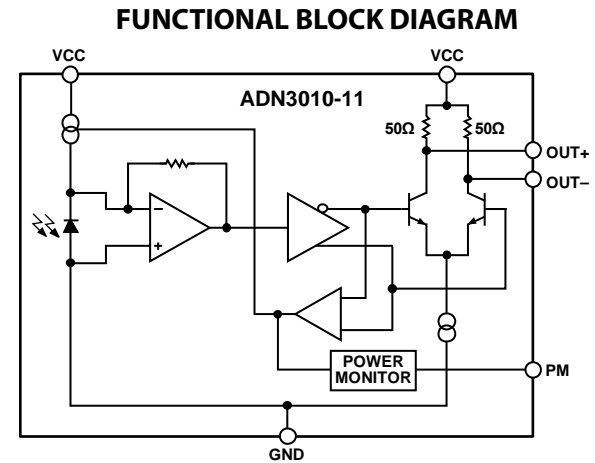 FUNCTIONAL BLOCK DIAGRAM
VCC
VCC
ADN3010-11
50Ω
50Ω
OUT+
OUT–
–
+
POWER
MONITOR
PM
GND